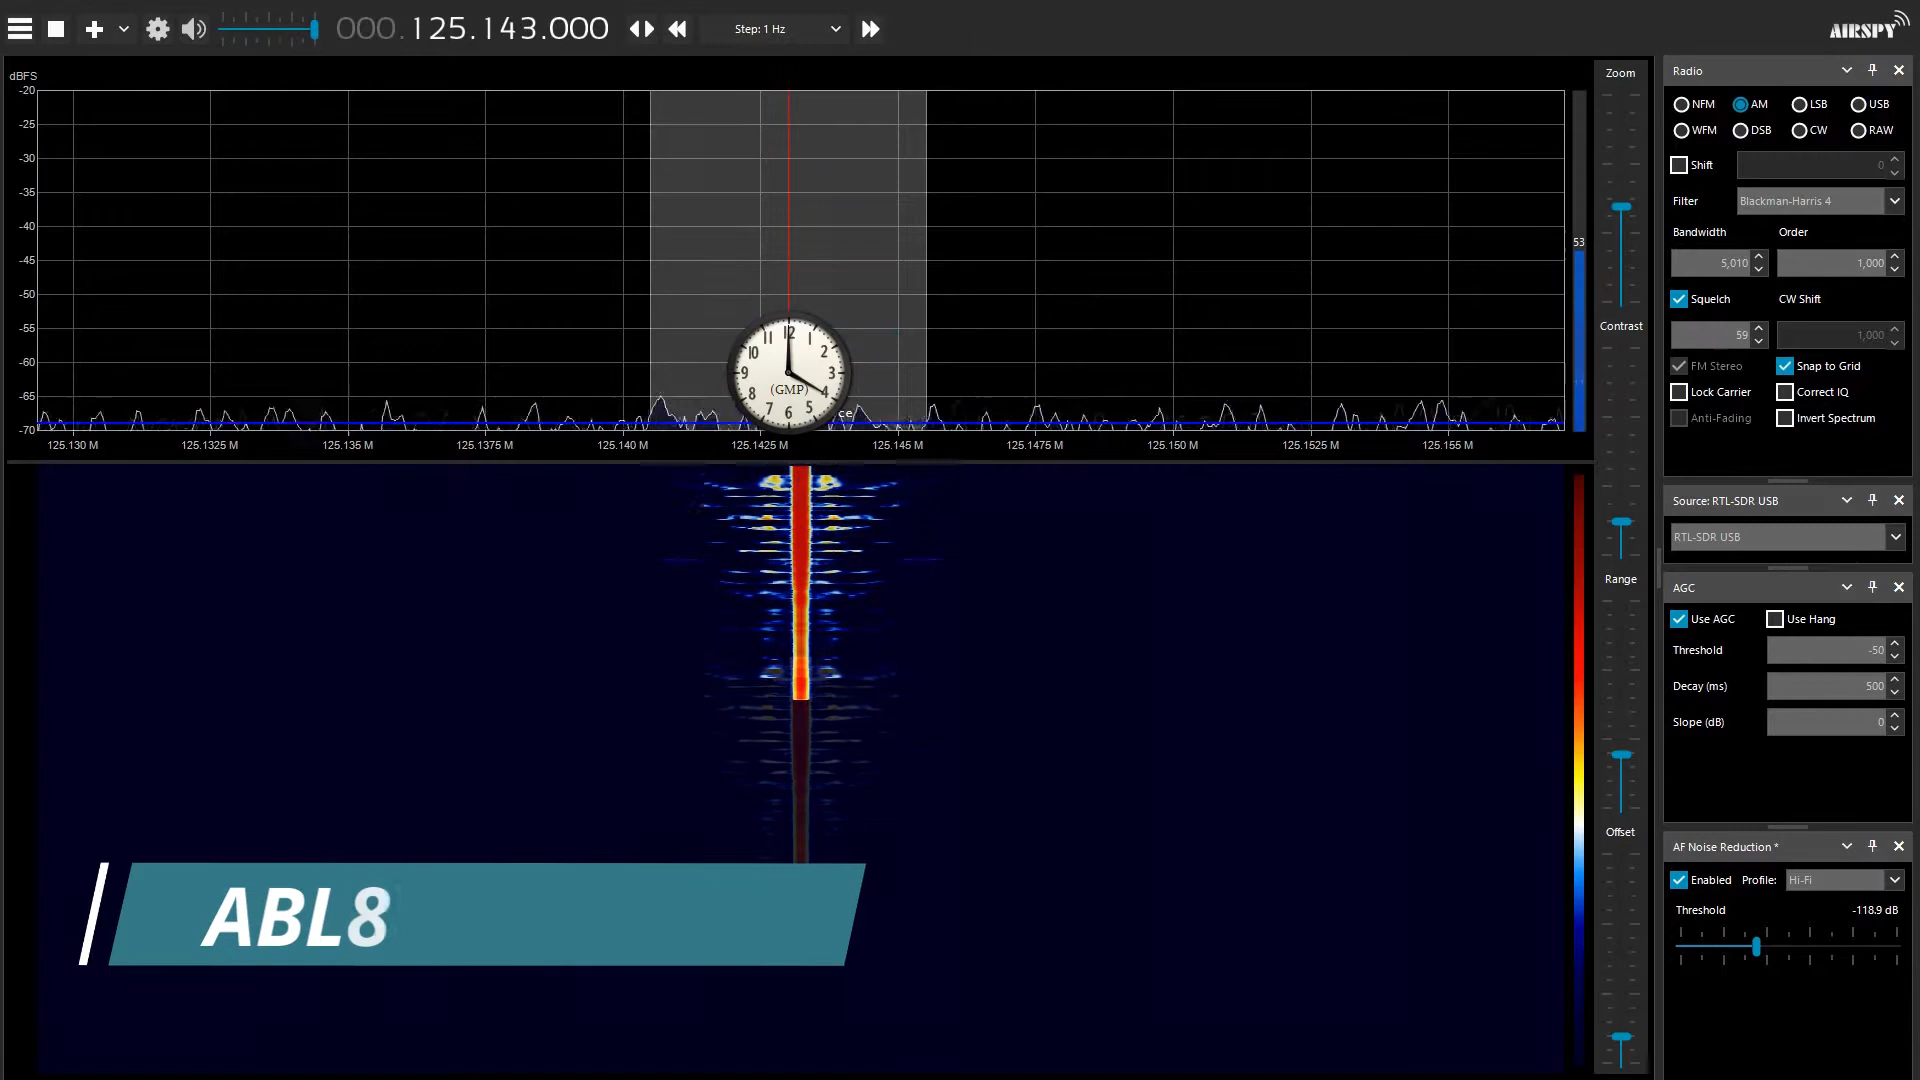 000.125.143.000
Step: 1 Hz
AIRSPY
dBFS
-20
-25
-30
-35
-40
-45
-50
-55
-60
-65
-70
125.130 M 125.1325 M 125.135 M 125.1375 M 125.140 M 125.1425 M 125.145 M 125.1475 M 125.150 M 125.1525 M 125.155 M
12 1 2 3 4 5 6 7 8 9 10 11
(GMP)
ce
53
Zoom
Contrast
Range
Offset
Radio
NFM AM LSB USB
WFM DSB CW RAW
Shift 0
Filter Blackman-Harris 4
Bandwidth Order
5,010 1,000
Squelch CW Shift
59 1,000
FM Stereo Snap to Grid
Lock Carrier Correct IQ
Anti-Fading Invert Spectrum
Source: RTL-SDR USB
RTL-SDR USB
AGC
Use AGC Use Hang
Threshold -50
Decay (ms) 500
Slope (dB) 0
AF Noise Reduction *
Enabled Profile: Hi-Fi
Threshold -118.9 dB
ABL8